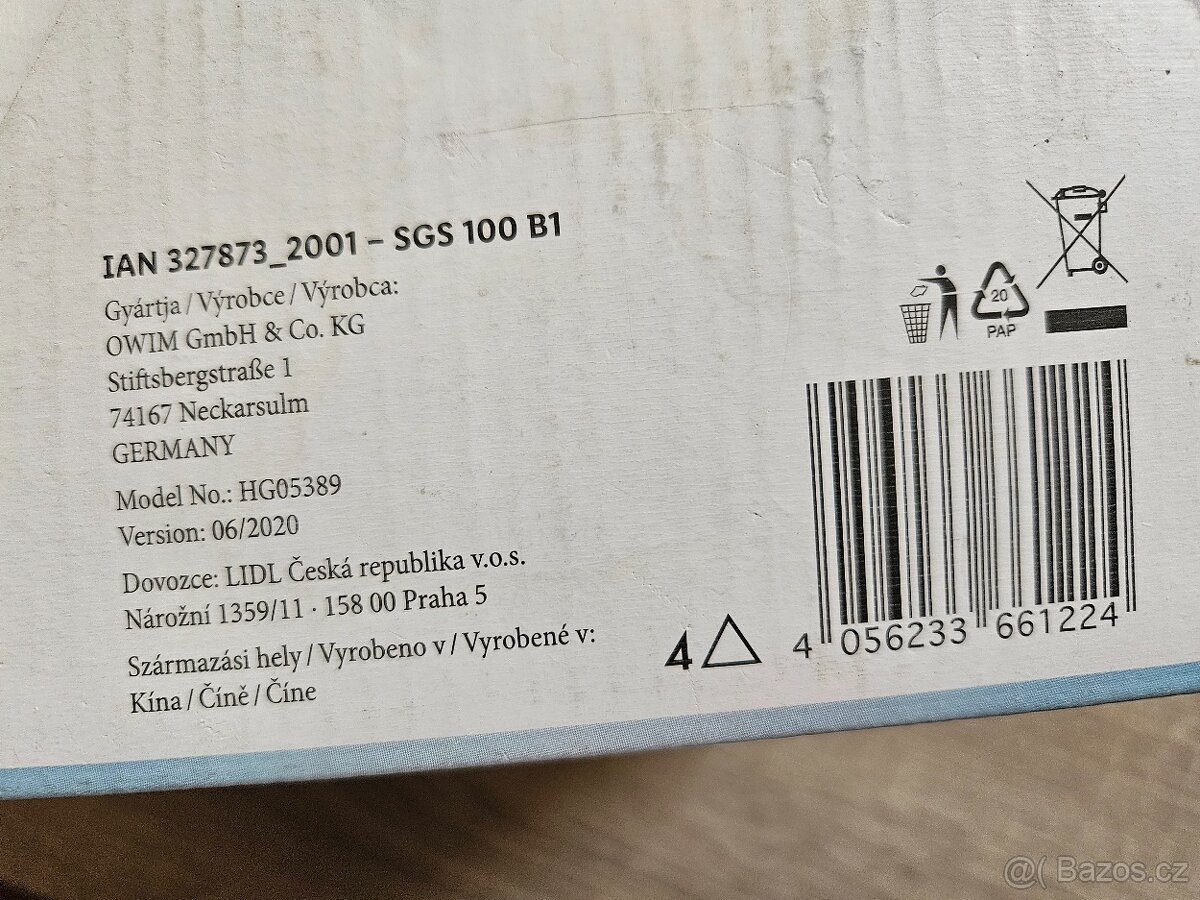 IAN 327873_2001 – SGS 100 B1
Gyártja / Výrobce / Výrobca:
OWIM GmbH & Co. KG
Stiftsbergstraße 1
74167 Neckarsulm
GERMANY
Model No.: HG05389
Version: 06/2020
Dovozce: LIDL Česká republika v.o.s.
Nárožní 1359/11 · 158 00 Praha 5
Származási hely / Vyrobeno v / Vyrobené v:
Kína / Číně / Číne
20
PAP
4
4 056233 661224
@( Bazos.cz